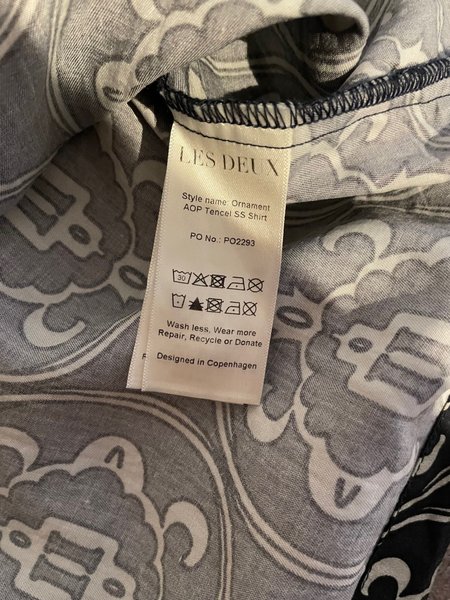 LES DEUX
Style name: Ornament
AOP Tencel SS Shirt
PO No.: PO2293
30
Wash less, Wear more
Repair, Recycle or Donate
Designed in Copenhagen